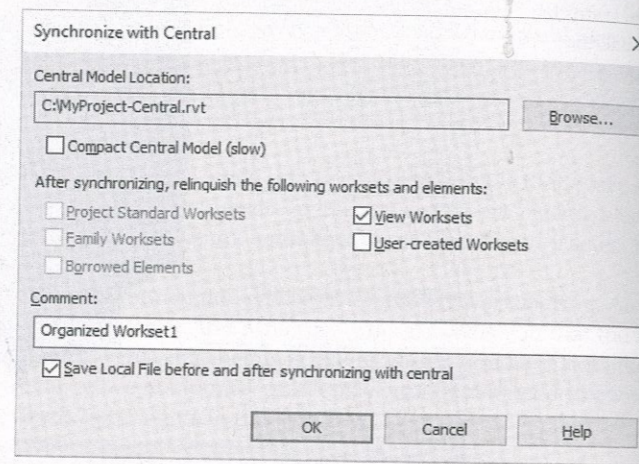 Synchronize with Central
Central Model Location:
C:\MyProject-Central.rvt
Browse...
Compact Central Model (slow)
After synchronizing, relinquish the following worksets and elements:
Project Standard Worksets
View Worksets
Family Worksets
User-created Worksets
Borrowed Elements
Comment:
Organized Workset1
Save Local File before and after synchronizing with central
OK
Cancel
Help